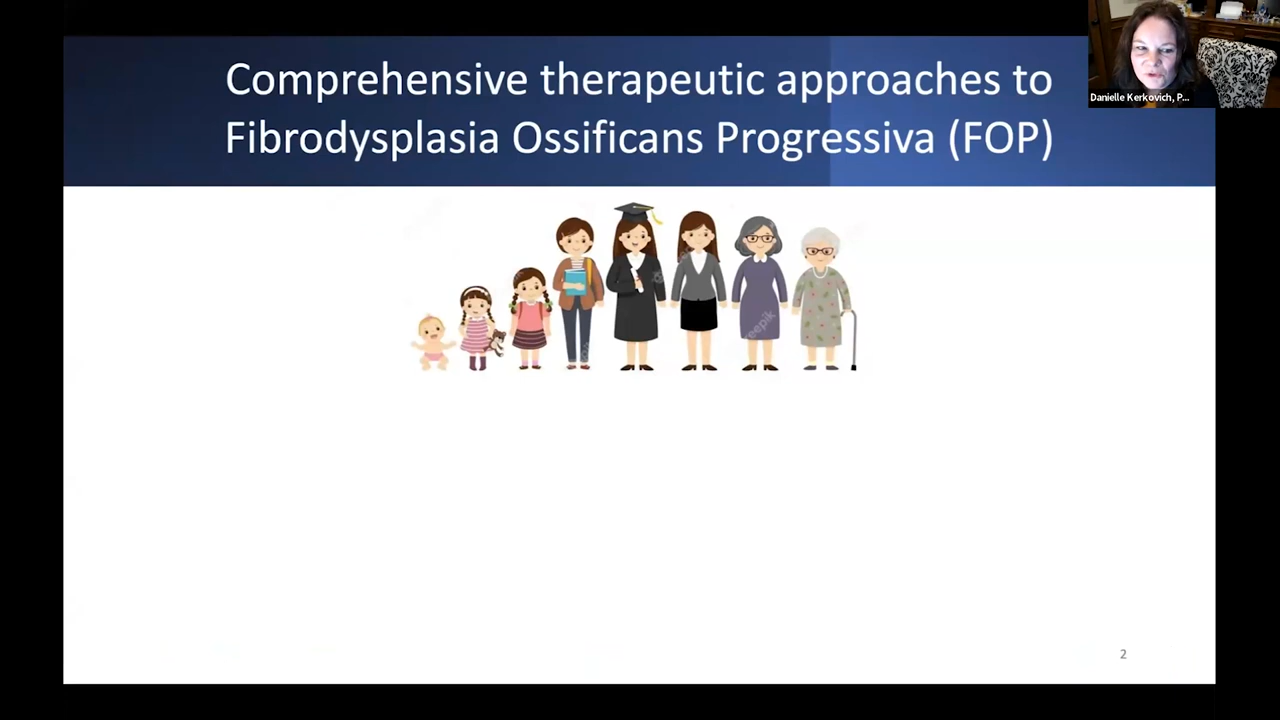 Comprehensive therapeutic approaches to
Fibrodysplasia Ossificans Progressiva (FOP)
Danielle Kerkovich, P...
2